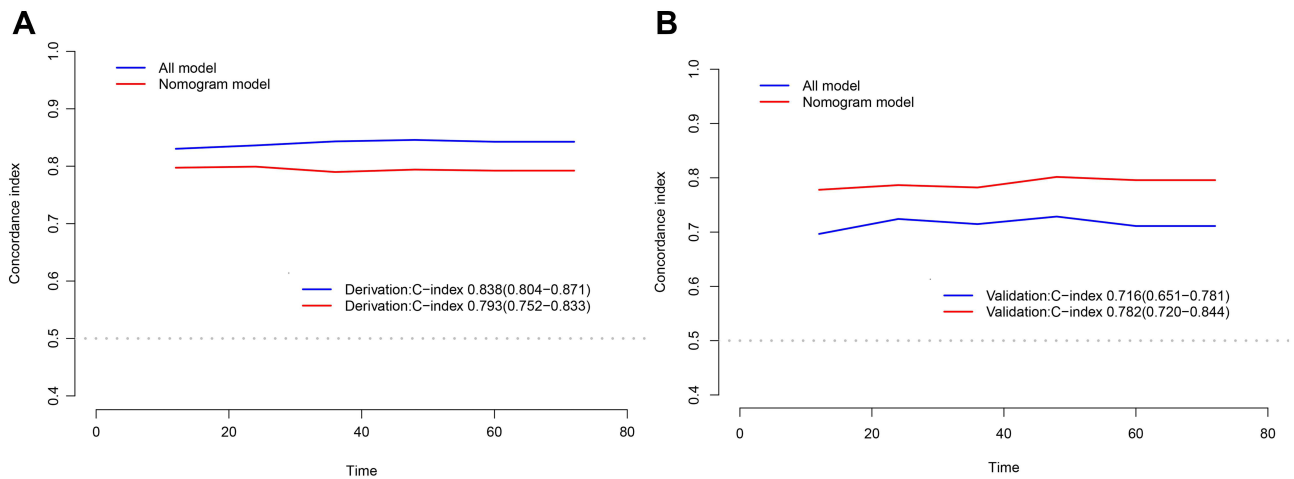 A
Concordance index
1.0
0.9
0.8
0.7
0.6
0.5
0.4
All model
Nomogram model
Derivation:C−index 0.838(0.804−0.871)
Derivation:C−index 0.793(0.752−0.833)
0 20 40 60 80
Time
B
Concordance index
1.0
0.9
0.8
0.7
0.6
0.5
0.4
All model
Nomogram model
Validation:C−index 0.716(0.651−0.781)
Validation:C−index 0.782(0.720−0.844)
0 20 40 60 80
Time